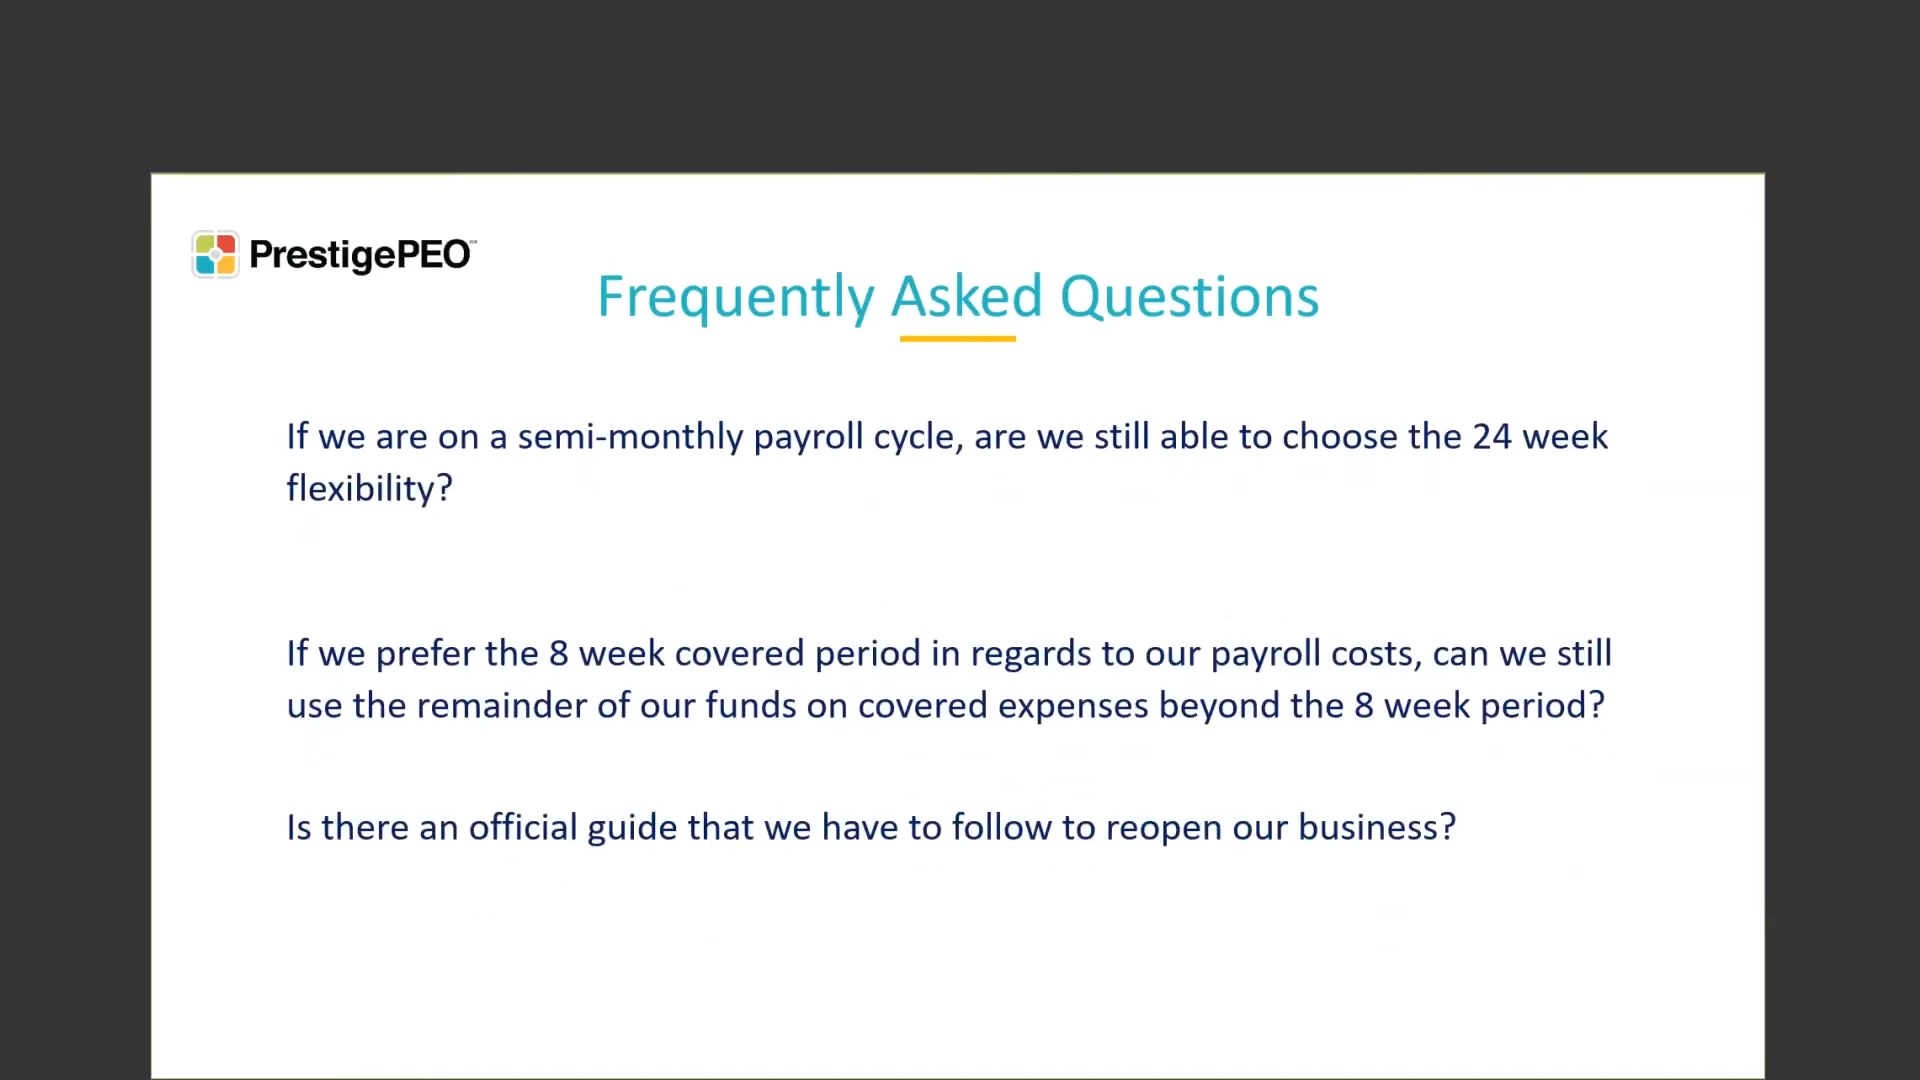 PrestigePEO™
Frequently Asked Questions
If we are on a semi-monthly payroll cycle, are we still able to choose the 24 week
flexibility?
If we prefer the 8 week covered period in regards to our payroll costs, can we still
use the remainder of our funds on covered expenses beyond the 8 week period?
Is there an official guide that we have to follow to reopen our business?